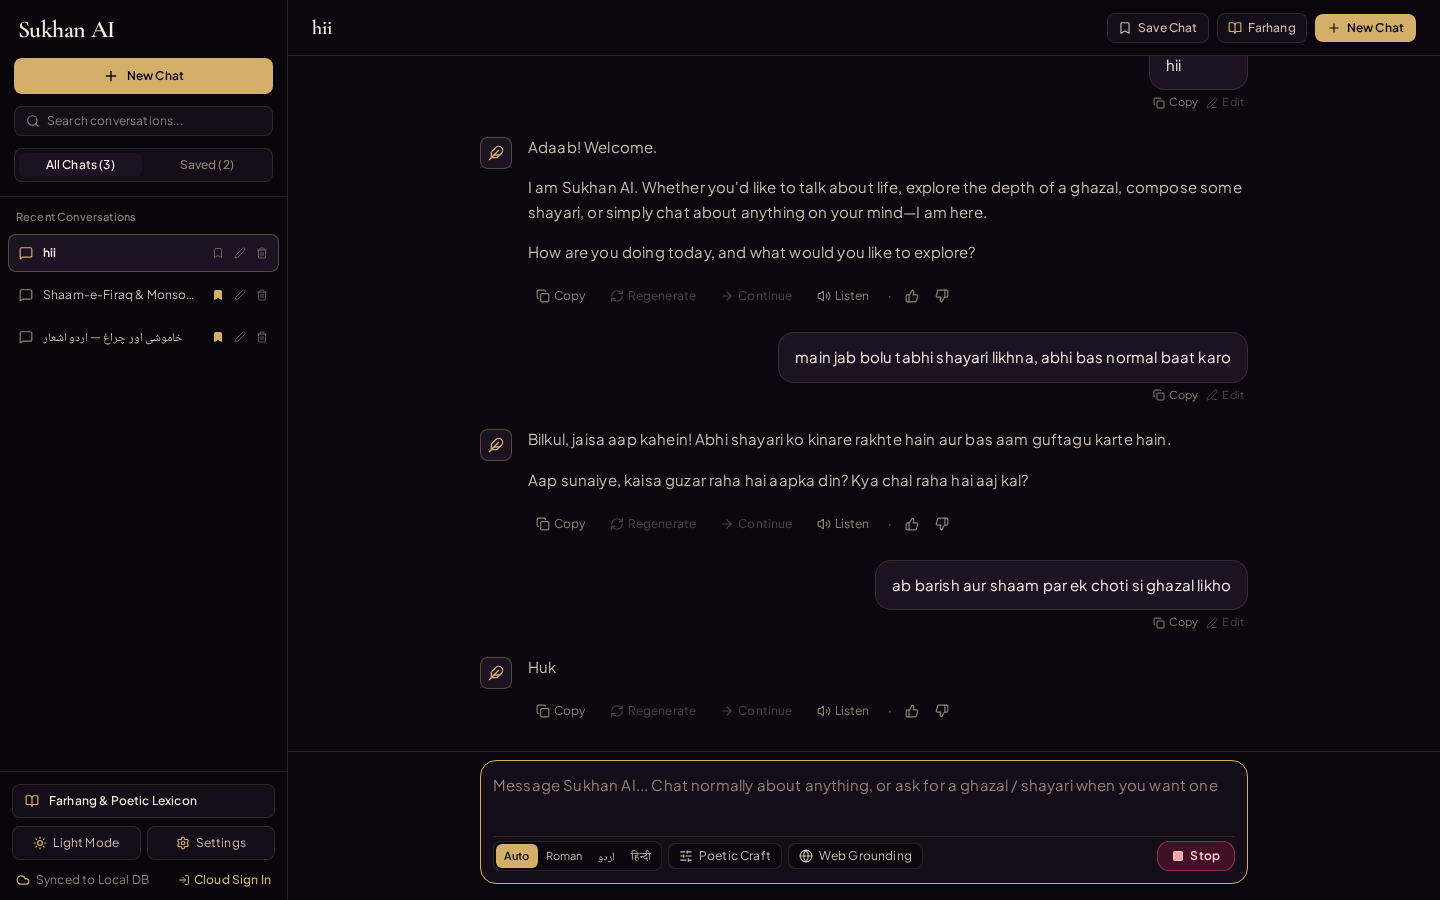 Sukhan AI
New Chat
Search conversations...
All Chats (3)
Saved (2)
Recent Conversations
hii
Shaam-e-Firaq & Monso...
خاموشی اور چراغ — اردو اشعار
Farhang & Poetic Lexicon
Light Mode
Settings
Synced to Local DB
Cloud Sign In
hii
Save Chat
Farhang
New Chat
hii
Copy
Edit
Adaab! Welcome.
I am Sukhan AI. Whether you'd like to talk about life, explore the depth of a ghazal, compose some
shayari, or simply chat about anything on your mind—I am here.
How are you doing today, and what would you like to explore?
Copy
Regenerate
Continue
Listen
main jab bolu tabhi shayari likhna, abhi bas normal baat karo
Copy
Edit
Bilkul, jaisa aap kahein! Abhi shayari ko kinare rakhte hain aur bas aam guftagu karte hain.
Aap sunaiye, kaisa guzar raha hai aapka din? Kya chal raha hai aaj kal?
Copy
Regenerate
Continue
Listen
ab barish aur shaam par ek choti si ghazal likho
Copy
Edit
Huk
Copy
Regenerate
Continue
Listen
Message Sukhan AI... Chat normally about anything, or ask for a ghazal / shayari when you want one
Auto
Roman
اردو
हिन्दी
Poetic Craft
Web Grounding
Stop